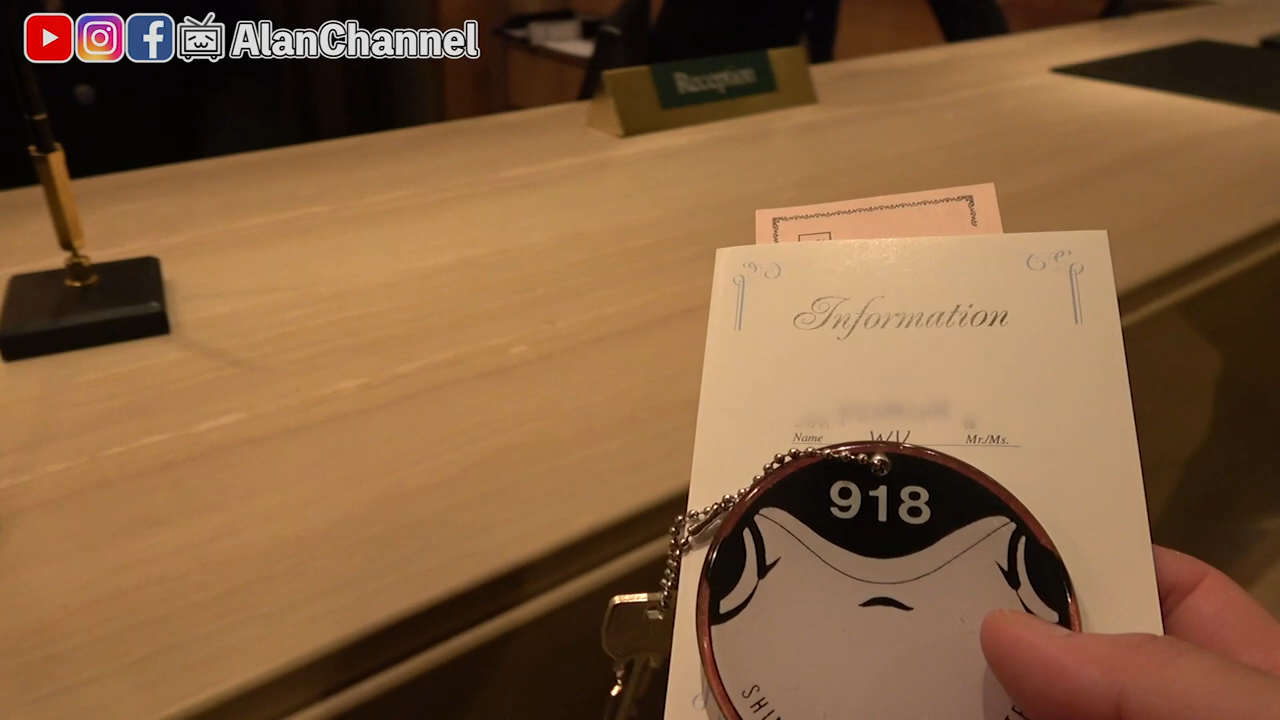 AlanChannel
Reception
Information
Name
Mr./Ms.
918